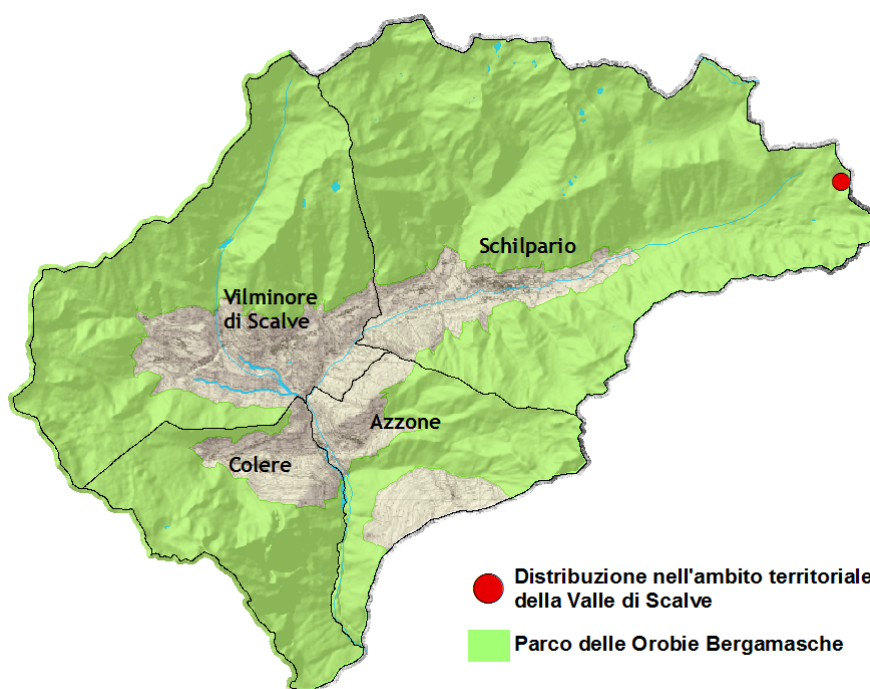 Schilpario
Vilminore
di Scalve
Azzone
Colere
Distribuzione nell'ambito territoriale
della Valle di Scalve
Parco delle Orobie Bergamasche